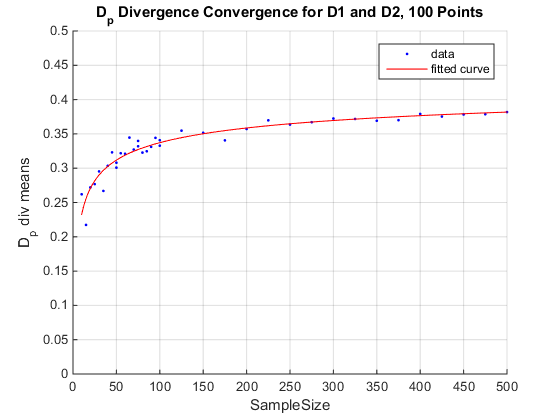 Dp Divergence Convergence for D1 and D2, 100 Points
data
fitted curve
Dp div means
0.5
0.45
0.4
0.35
0.3
0.25
0.2
0.15
0.1
0.05
0
0 50 100 150 200 250 300 350 400 450 500
SampleSize